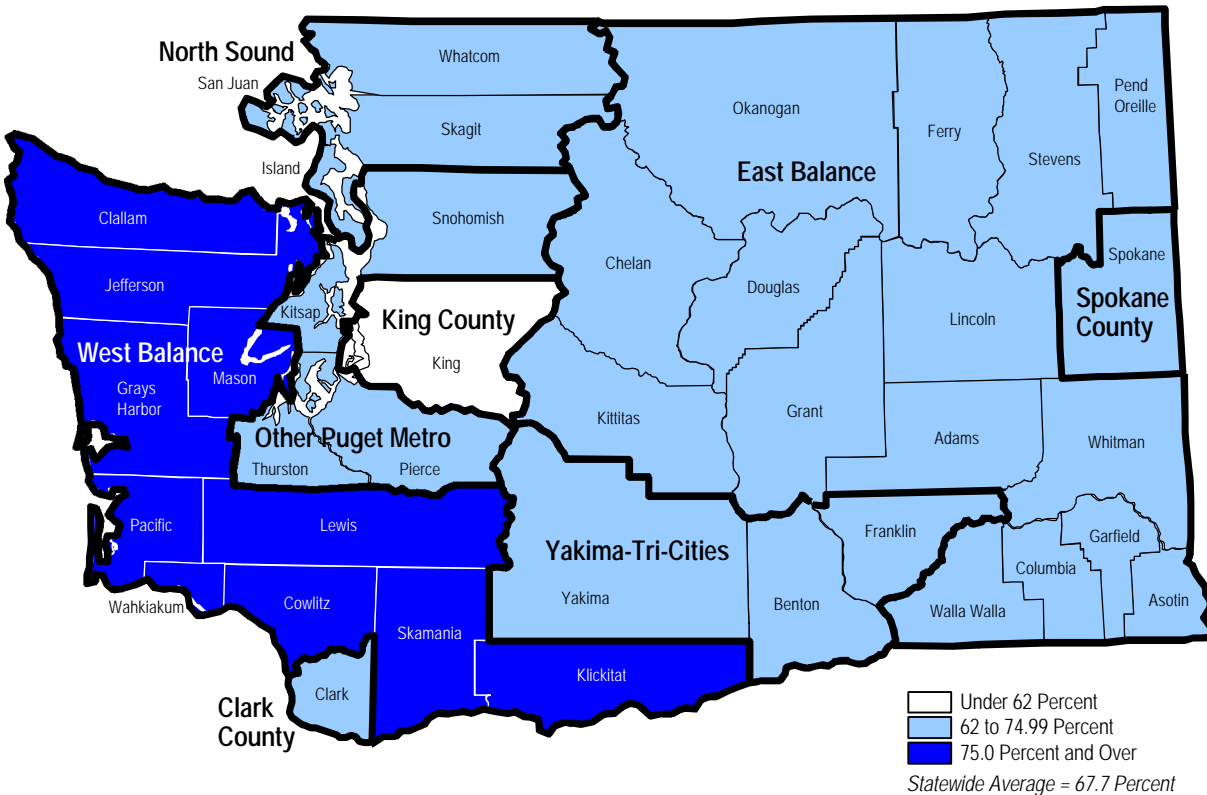 North Sound
San Juan
Whatcom
Skagit
Island
Snohomish
Okanogan
Ferry
Stevens
Pend
Oreille
East Balance
Clallam
Jefferson
Kitsap
King County
King
Chelan
Douglas
Lincoln
Spokane
Spokane
County
West Balance
Grays
Harbor
Mason
Other Puget Metro
Thurston
Pierce
Kittitas
Grant
Adams
Whitman
Pacific
Lewis
Yakima-Tri-Cities
Yakima
Franklin
Benton
Walla Walla
Columbia
Garfield
Asotin
Wahkiakum
Cowlitz
Skamania
Klickitat
Clark
Clark
County
Under 62 Percent
62 to 74.99 Percent
75.0 Percent and Over
Statewide Average = 67.7 Percent